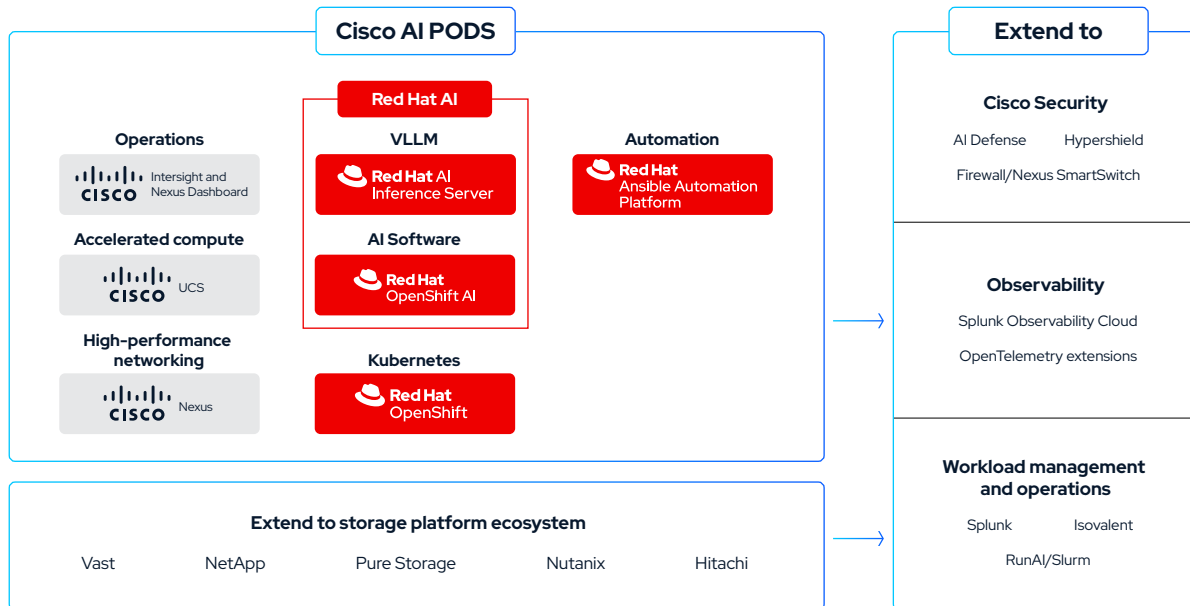 Cisco AI PODS
Red Hat AI
Operations
CISCO
Intersight and
Nexus Dashboard
VLLM
Red Hat AI
Inference Server
Automation
Red Hat
Ansible Automation
Platform
Accelerated compute
CISCO
UCS
AI Software
Red Hat
OpenShift AI
High-performance
networking
CISCO
Nexus
Kubernetes
Red Hat
OpenShift
Extend to storage platform ecosystem
Vast NetApp Pure Storage Nutanix Hitachi
Extend to
Cisco Security
AI Defense Hypershield
Firewall/Nexus SmartSwitch
Observability
Splunk Observability Cloud
OpenTelemetry extensions
Workload management
and operations
Splunk Isovalent
RunAI/Slurm